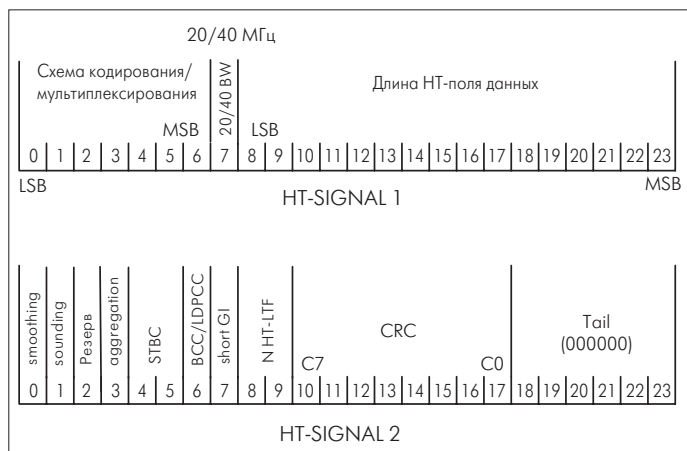 20/40 МГц
Схема кодирования/
мультиплексирования
20/40 BW
Длина HT-поля данных
MSB
LSB
0 1 2 3 4 5 6 7 8 9 10 11 12 13 14 15 16 17 18 19 20 21 22 23
LSB
MSB
HT-SIGNAL 1
smoothing
sounding
Резерв
aggregation
STBC
BCC/LDPCC
short GI
N HT-LTF
CRC
Tail
(000000)
C7
C0
0 1 2 3 4 5 6 7 8 9 10 11 12 13 14 15 16 17 18 19 20 21 22 23
HT-SIGNAL 2